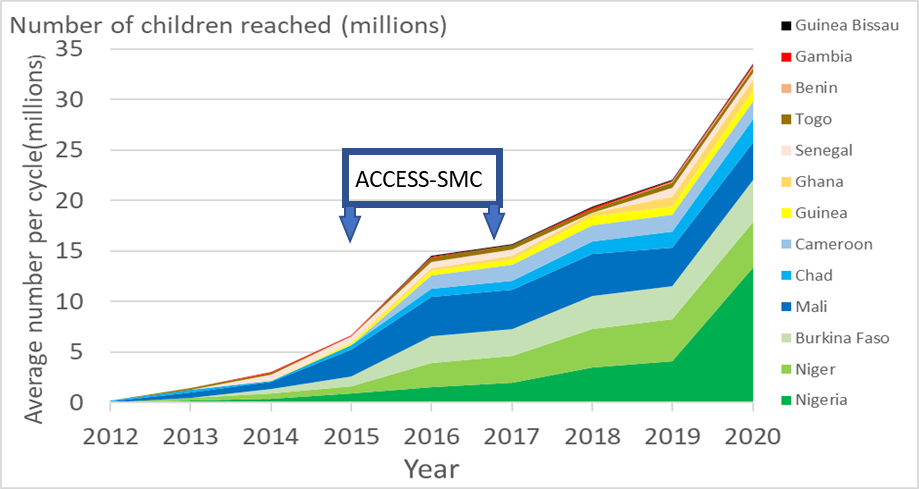 Number of children reached (millions)
Average number per cycle(millions)
35
30
25
20
15
10
5
0
ACCESS-SMC
2012 2013 2014 2015 2016 2017 2018 2019 2020
Year
Guinea Bissau
Gambia
Benin
Togo
Senegal
Ghana
Guinea
Cameroon
Chad
Mali
Burkina Faso
Niger
Nigeria